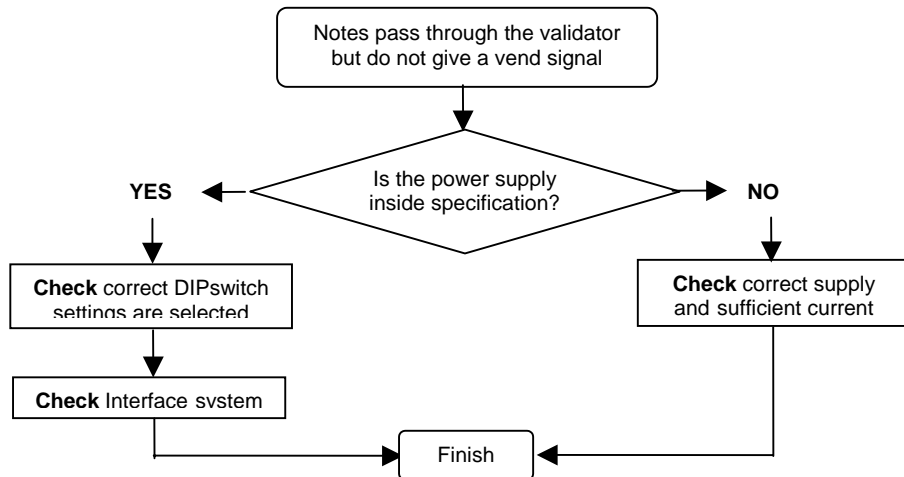 Notes pass through the validator
but do not give a vend signal
Is the power supply
inside specification?
YES
NO
Check correct DIPswitch
settings are selected
Check correct supply
and sufficient current
Check Interface system
Finish